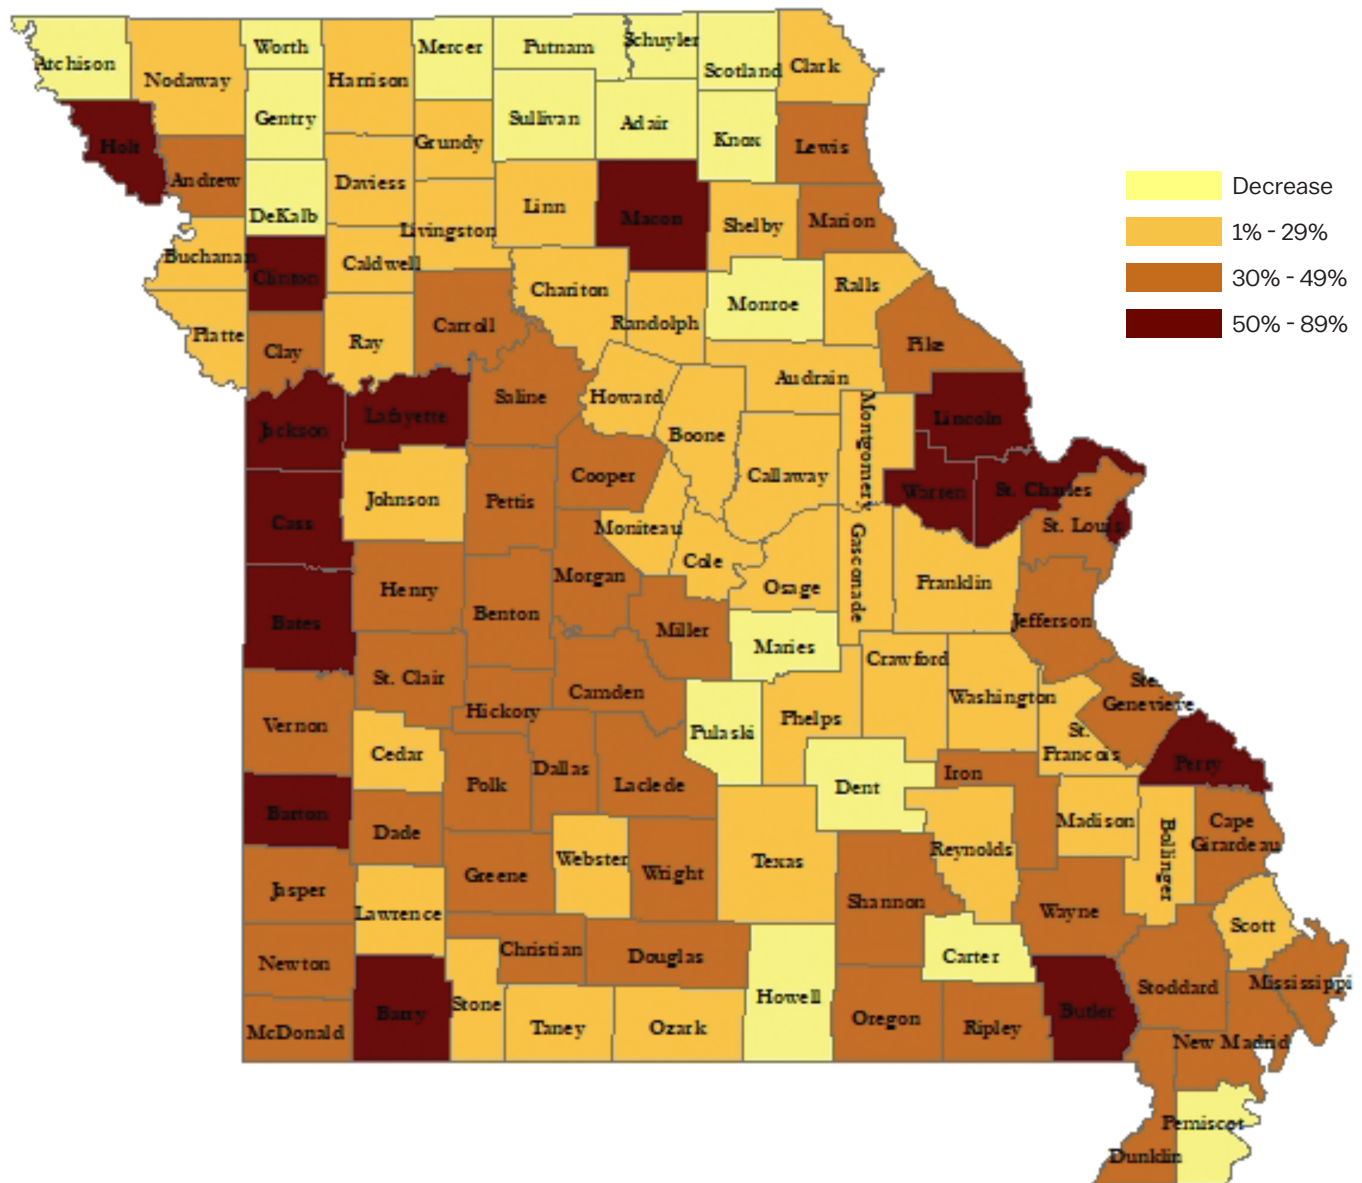 Atchison
Nodaway
Worth
Harrison
Mercer
Putnam
Schuyler
Scotland
Clark
Gentry
Sullivan
Adair
Knox
Lewis
Holt
Andrew
DeKalb
Daviess
Grundy
Livingston
Linn
Macon
Shelby
Marion
Decrease
1% - 29%
30% - 49%
50% - 89%
Buchanan
Clinton
Caldwell
Chariton
Randolph
Monroe
Ralls
Platte
Clay
Ray
Carroll
Pike
Saline
Howard
Audrain
Jackson
Lafayette
Boone
Callaway
Montgomery
Lincoln
Warren
St. Charles
St. Louis
Cass
Johnson
Pettis
Cooper
Moniteau
Cole
Osage
Gasconade
Franklin
Jefferson
Bates
Henry
Benton
Morgan
Miller
Maries
Crawford
Washington
Ste.
Genevieve
St.
Francois
Perry
Vernon
St. Clair
Hickory
Camden
Pulaski
Phelps
Dent
Iron
Cedar
Polk
Dallas
Laclede
Barton
Dade
Texas
Reynolds
Madison
Bollinger
Cape
Girardeau
Jasper
Greene
Webster
Wright
Shannon
Wayne
Scott
Lawrence
Newton
Christian
Douglas
Carter
Stoddard
Mississippi
McDonald
Barry
Stone
Taney
Ozark
Howell
Oregon
Ripley
Butler
New Madrid
Pemiscot
Dunklin